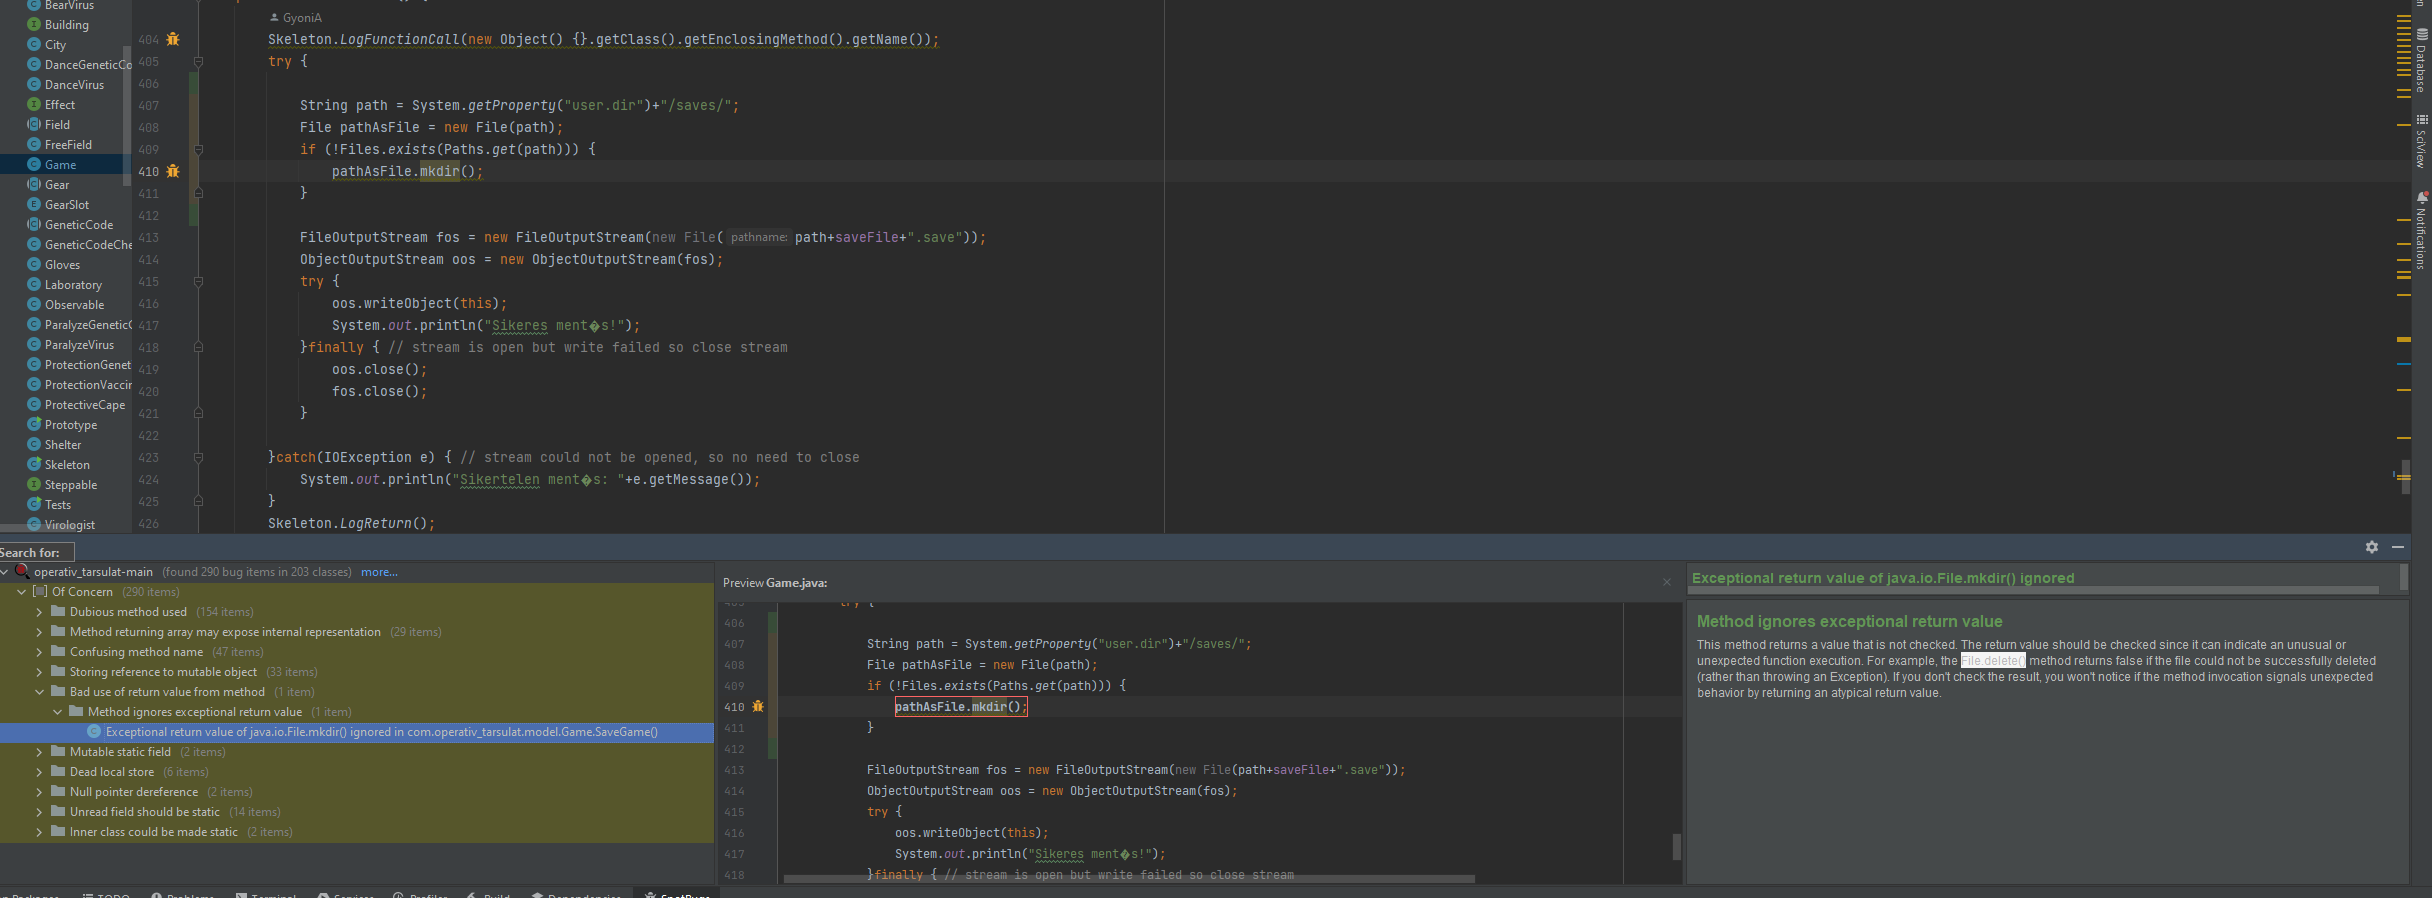 BearVirus
Building
City
DanceGeneticCo
DanceVirus
Effect
Field
FreeField
Game
Gear
GearSlot
GeneticCode
GeneticCodeChe
Gloves
Laboratory
Observable
ParalyzeGeneticC
ParalyzeVirus
ProtectionGenet
ProtectionVaccin
ProtectiveCape
Prototype
Shelter
Skeleton
Steppable
Tests
Virologist
GyoniA
404 Skeleton.LogFunctionCall(new Object() {}.getClass().getEnclosingMethod().getName());
405 try {
406
407 String path = System.getProperty("user.dir")+"/saves/";
408 File pathAsFile = new File(path);
409 if (!Files.exists(Paths.get(path))) {
410 pathAsFile.mkdir();
411 }
412
413 FileOutputStream fos = new FileOutputStream(new File( pathname: path+saveFile+".save"));
414 ObjectOutputStream oos = new ObjectOutputStream(fos);
415 try {
416 oos.writeObject(this);
417 System.out.println("Sikeres ment�s!");
418 }finally { // stream is open but write failed so close stream
419 oos.close();
420 fos.close();
421 }
422
423 }catch(IOException e) { // stream could not be opened, so no need to close
424 System.out.println("Sikertelen ment�s: "+e.getMessage());
425 }
426 Skeleton.LogReturn();
Database
SciView
Notifications
Search for:
operativ_tarsulat-main (found 290 bug items in 203 classes) more...
Of Concern (290 items)
Dubious method used (154 items)
Method returning array may expose internal representation (29 items)
Confusing method name (47 items)
Storing reference to mutable object (33 items)
Bad use of return value from method (1 item)
Method ignores exceptional return value (1 item)
Exceptional return value of java.io.File.mkdir() ignored in com.operativ_tarsulat.model.Game.SaveGame()
Mutable static field (2 items)
Dead local store (6 items)
Null pointer dereference (2 items)
Unread field should be static (14 items)
Inner class could be made static (2 items)
Preview Game.java:
405 try {
406
407 String path = System.getProperty("user.dir")+"/saves/";
408 File pathAsFile = new File(path);
409 if (!Files.exists(Paths.get(path))) {
410 pathAsFile.mkdir();
411 }
412
413 FileOutputStream fos = new FileOutputStream(new File(path+saveFile+".save"));
414 ObjectOutputStream oos = new ObjectOutputStream(fos);
415 try {
416 oos.writeObject(this);
417 System.out.println("Sikeres ment�s!");
418 }finally { // stream is open but write failed so close stream
Exceptional return value of java.io.File.mkdir() ignored
Method ignores exceptional return value
This method returns a value that is not checked. The return value should be checked since it can indicate an unusual or
unexpected function execution. For example, the File.delete() method returns false if the file could not be successfully deleted
(rather than throwing an Exception). If you don't check the result, you won't notice if the method invocation signals unexpected
behavior by returning an atypical return value.
TODO Problems Terminal Services Profiler Build Dependencies SpotBugs